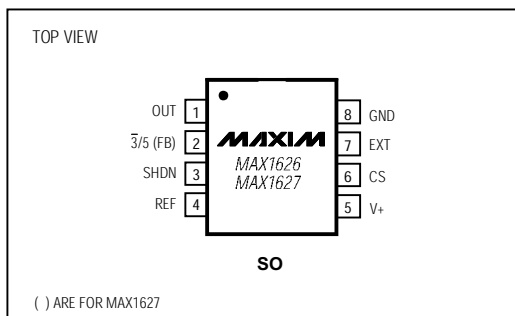 TOP VIEW
OUT 1
3̅/5 (FB) 2
SHDN 3
REF 4
MAXIM
MAX1626
MAX1627
8 GND
7 EXT
6 CS
5 V+
SO
( ) ARE FOR MAX1627